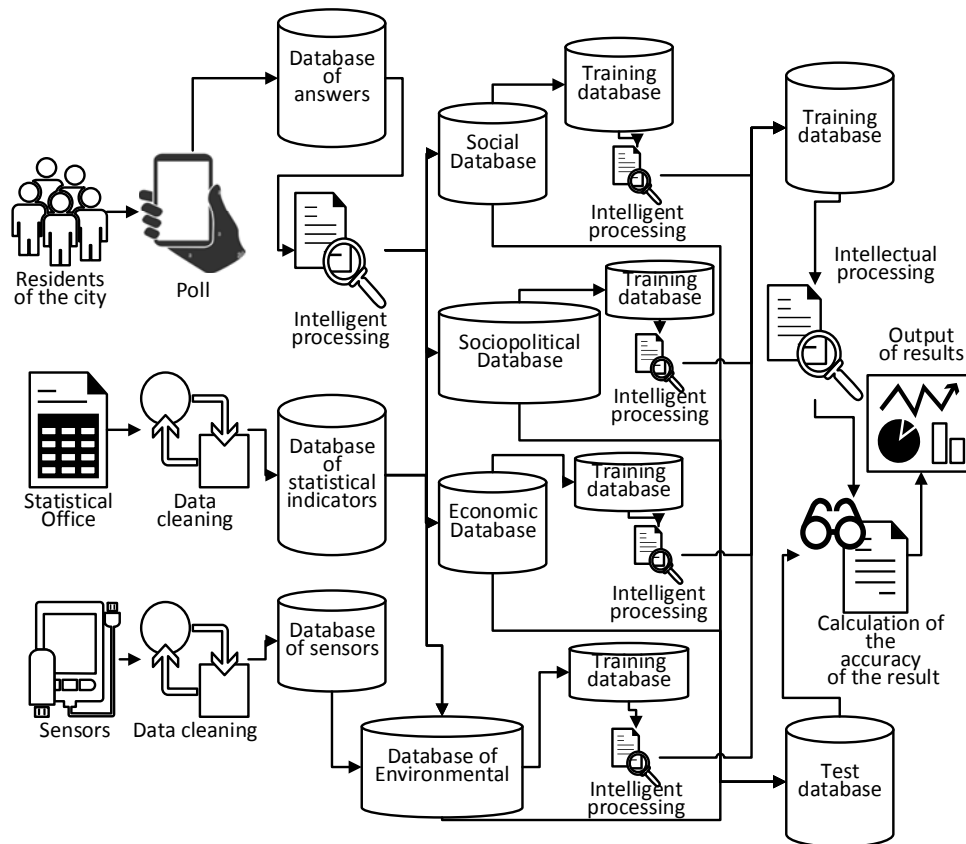 Database
of
answers
Training
database
Training
database
Social
Database
Intelligent
processing
Residents
of the city
Poll
Intelligent
processing
Intellectual
processing
Training
database
Sociopolitical
Database
Intelligent
processing
Output
of results
Statistical
Office
Data
cleaning
Database
of
statistical
indicators
Economic
Database
Training
database
Intelligent
processing
Calculation of
the
accuracy
of the result
Sensors
Data cleaning
Database
of sensors
Database of
Environmental
Training
database
Intelligent
processing
Test
database